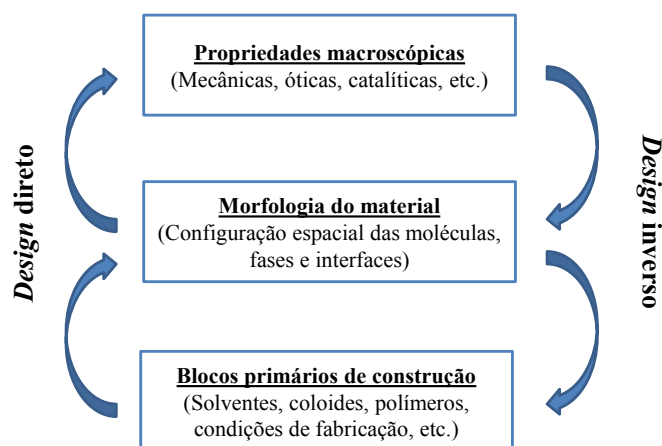 Propriedades macroscópicas
(Mecânicas, óticas, catalíticas, etc.)
Design direto
Design inverso
Morfologia do material
(Configuração espacial das moléculas,
fases e interfaces)
Blocos primários de construção
(Solventes, coloides, polímeros,
condições de fabricação, etc.)